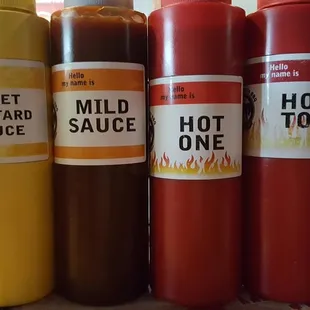 ET
TARD
UCE
Hello
my name is
MILD
SAUCE
Hello
my name is
HOT
ONE
Hello
my name is
HO
TO